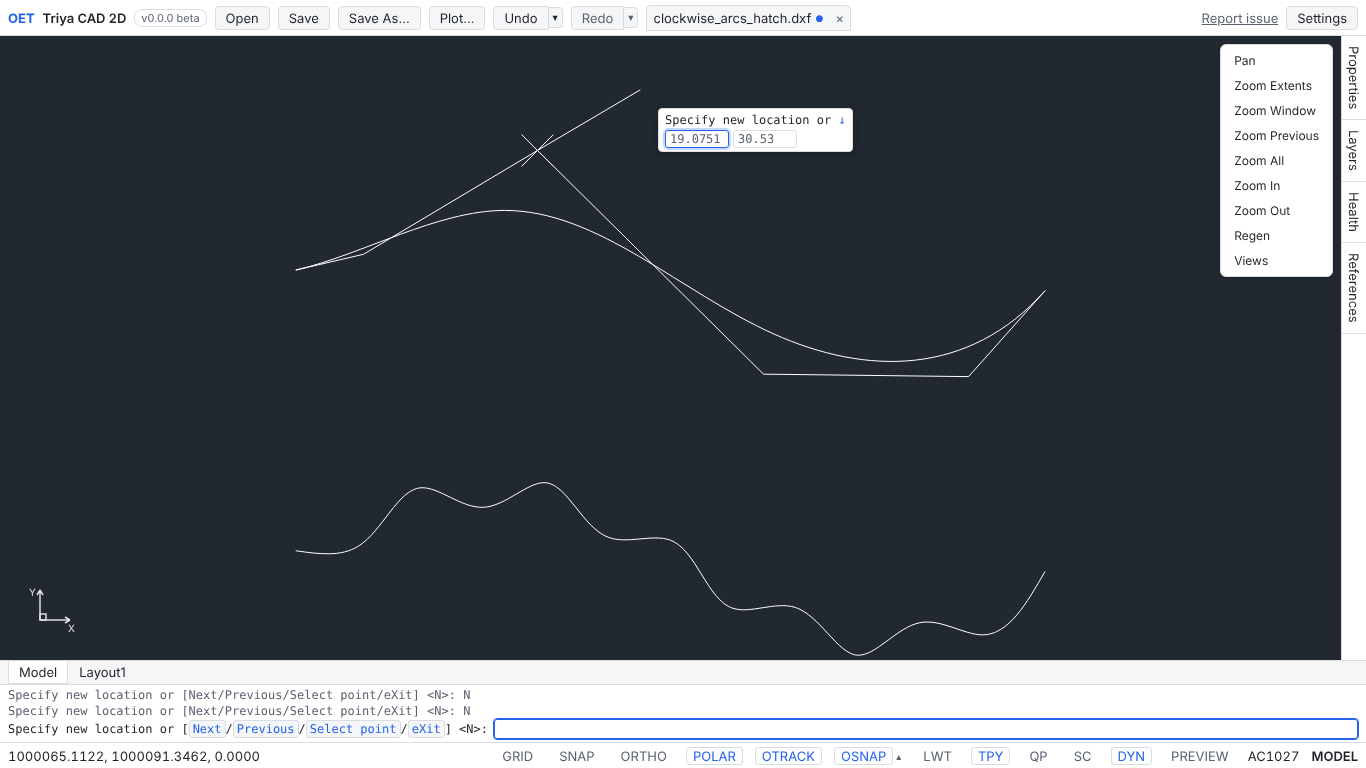 OET Triya CAD 2D v0.0.0 beta Open Save Save As... Plot... Undo ▾ Redo ▾ clockwise_arcs_hatch.dxf ● × Report issue Settings
Specify new location or ↓
19.0751 30.53
Pan
Zoom Extents
Zoom Window
Zoom Previous
Zoom All
Zoom In
Zoom Out
Regen
Views
Properties
Layers
Health
References
Y
X
Model Layout1
Specify new location or [Next/Previous/Select point/eXit] <N>: N
Specify new location or [Next/Previous/Select point/eXit] <N>: N
Specify new location or [Next/Previous/Select point/eXit] <N>:
1000065.1122, 1000091.3462, 0.0000 GRID SNAP ORTHO POLAR OTRACK OSNAP ▴ LWT TPY QP SC DYN PREVIEW AC1027 MODEL